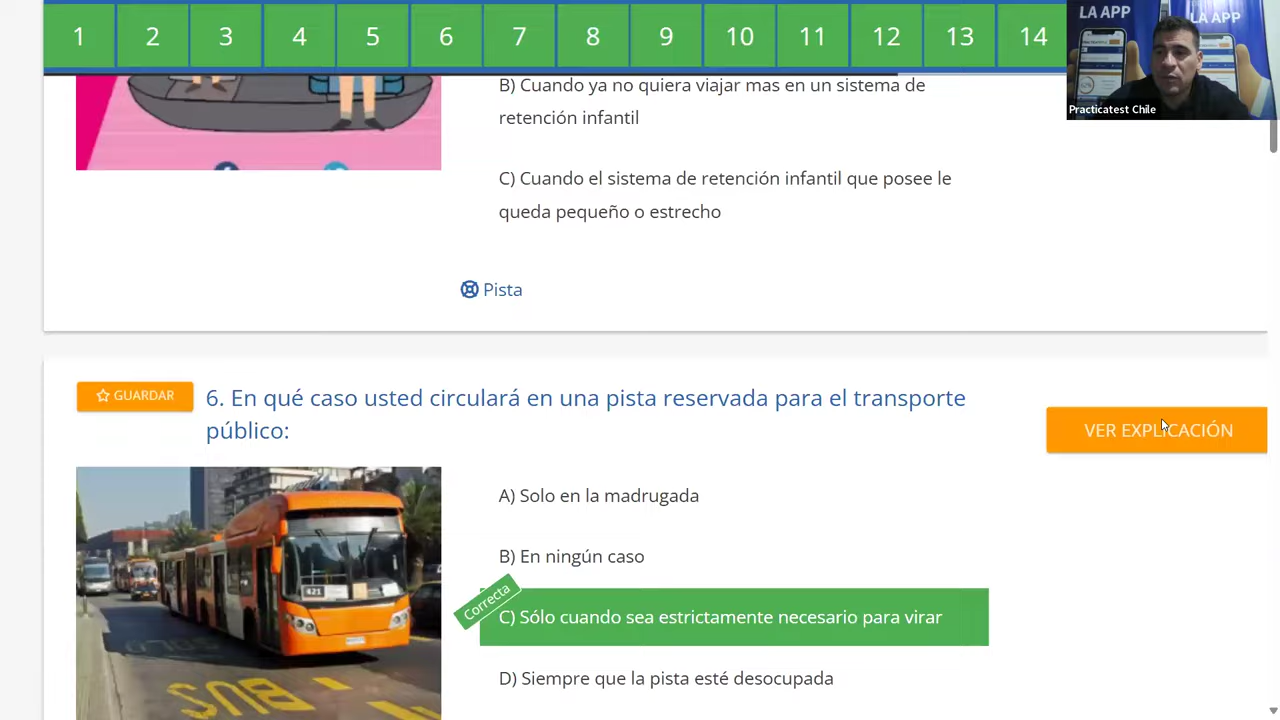 1 2 3 4 5 6 7 8 9 10 11 12 13 14
LA APP
LA APP
Practicatest Chile
B) Cuando ya no quiera viajar mas en un sistema de
retención infantil
C) Cuando el sistema de retención infantil que posee le
queda pequeño o estrecho
Pista
GUARDAR
6. En qué caso usted circulará en una pista reservada para el transporte
público:
VER EXPLICACIÓN
A) Solo en la madrugada
B) En ningún caso
Correcta
C) Sólo cuando sea estrictamente necesario para virar
D) Siempre que la pista esté desocupada
421
SOLO
BUS